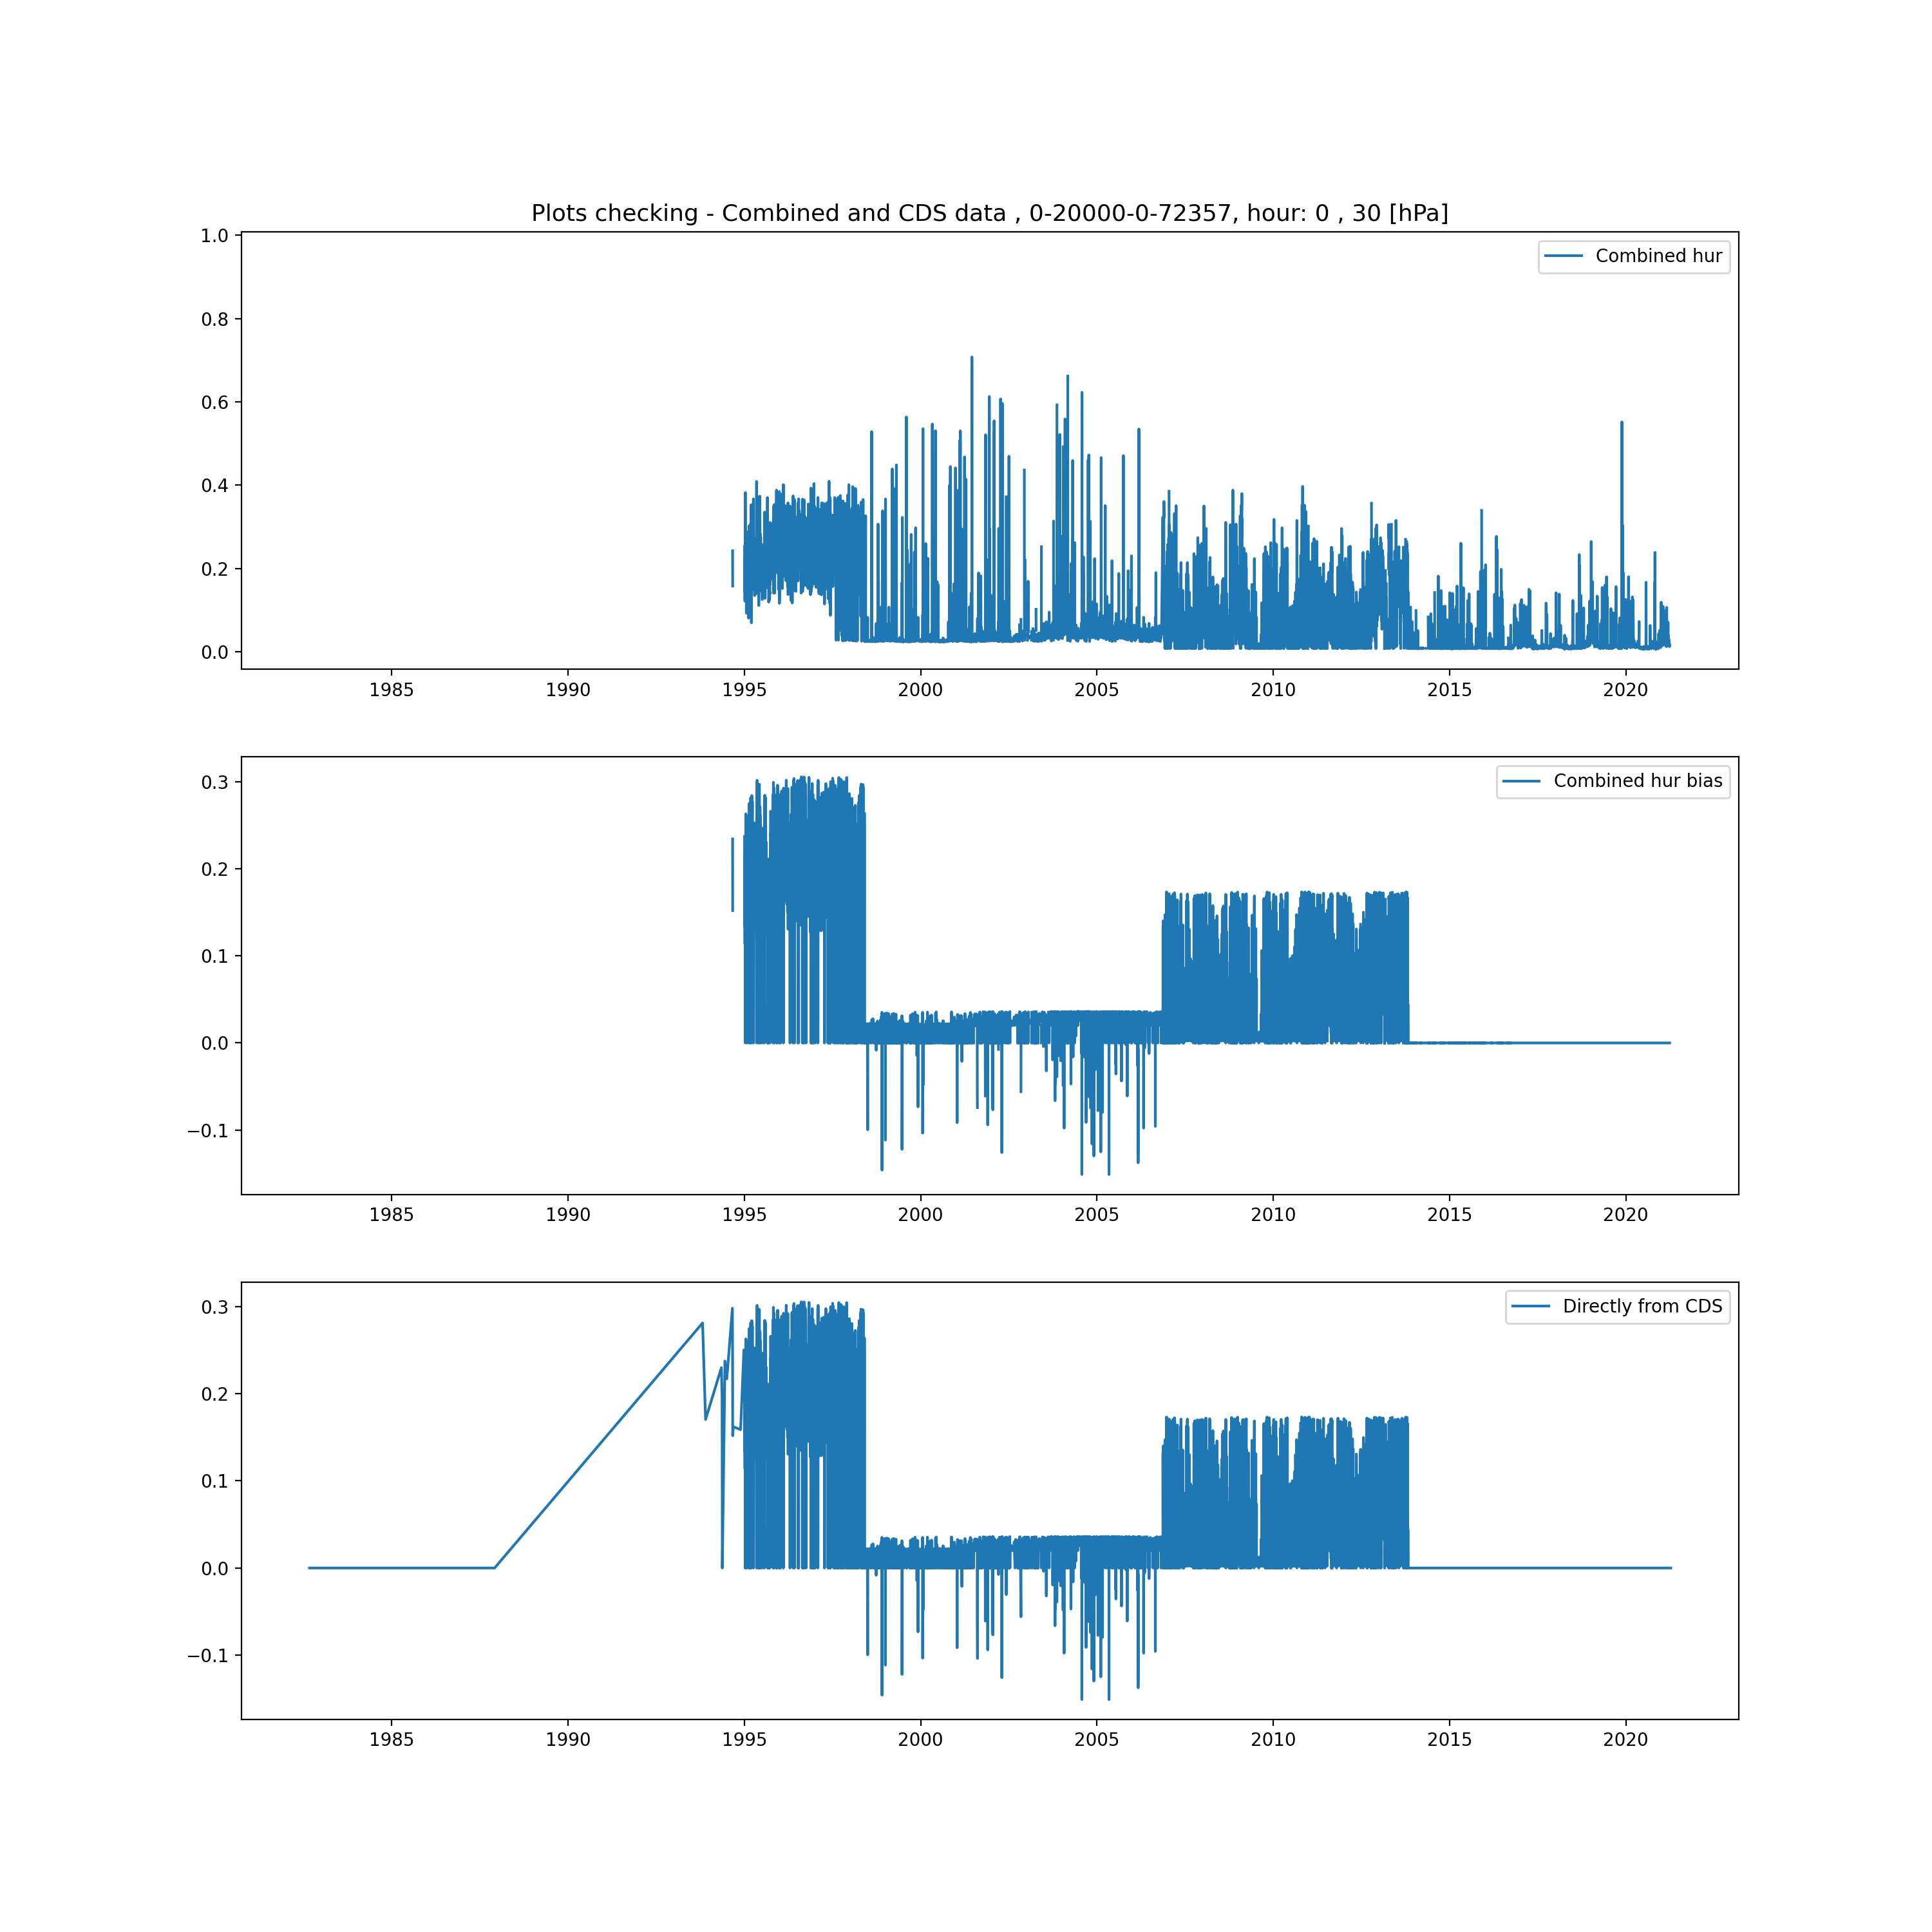 Plots checking - Combined and CDS data , 0-20000-0-72357, hour: 0 , 30 [hPa]
Combined hur
1.0
0.8
0.6
0.4
0.2
0.0
1985 1990 1995 2000 2005 2010 2015 2020
Combined hur bias
0.3
0.2
0.1
0.0
−0.1
1985 1990 1995 2000 2005 2010 2015 2020
Directly from CDS
0.3
0.2
0.1
0.0
−0.1
1985 1990 1995 2000 2005 2010 2015 2020